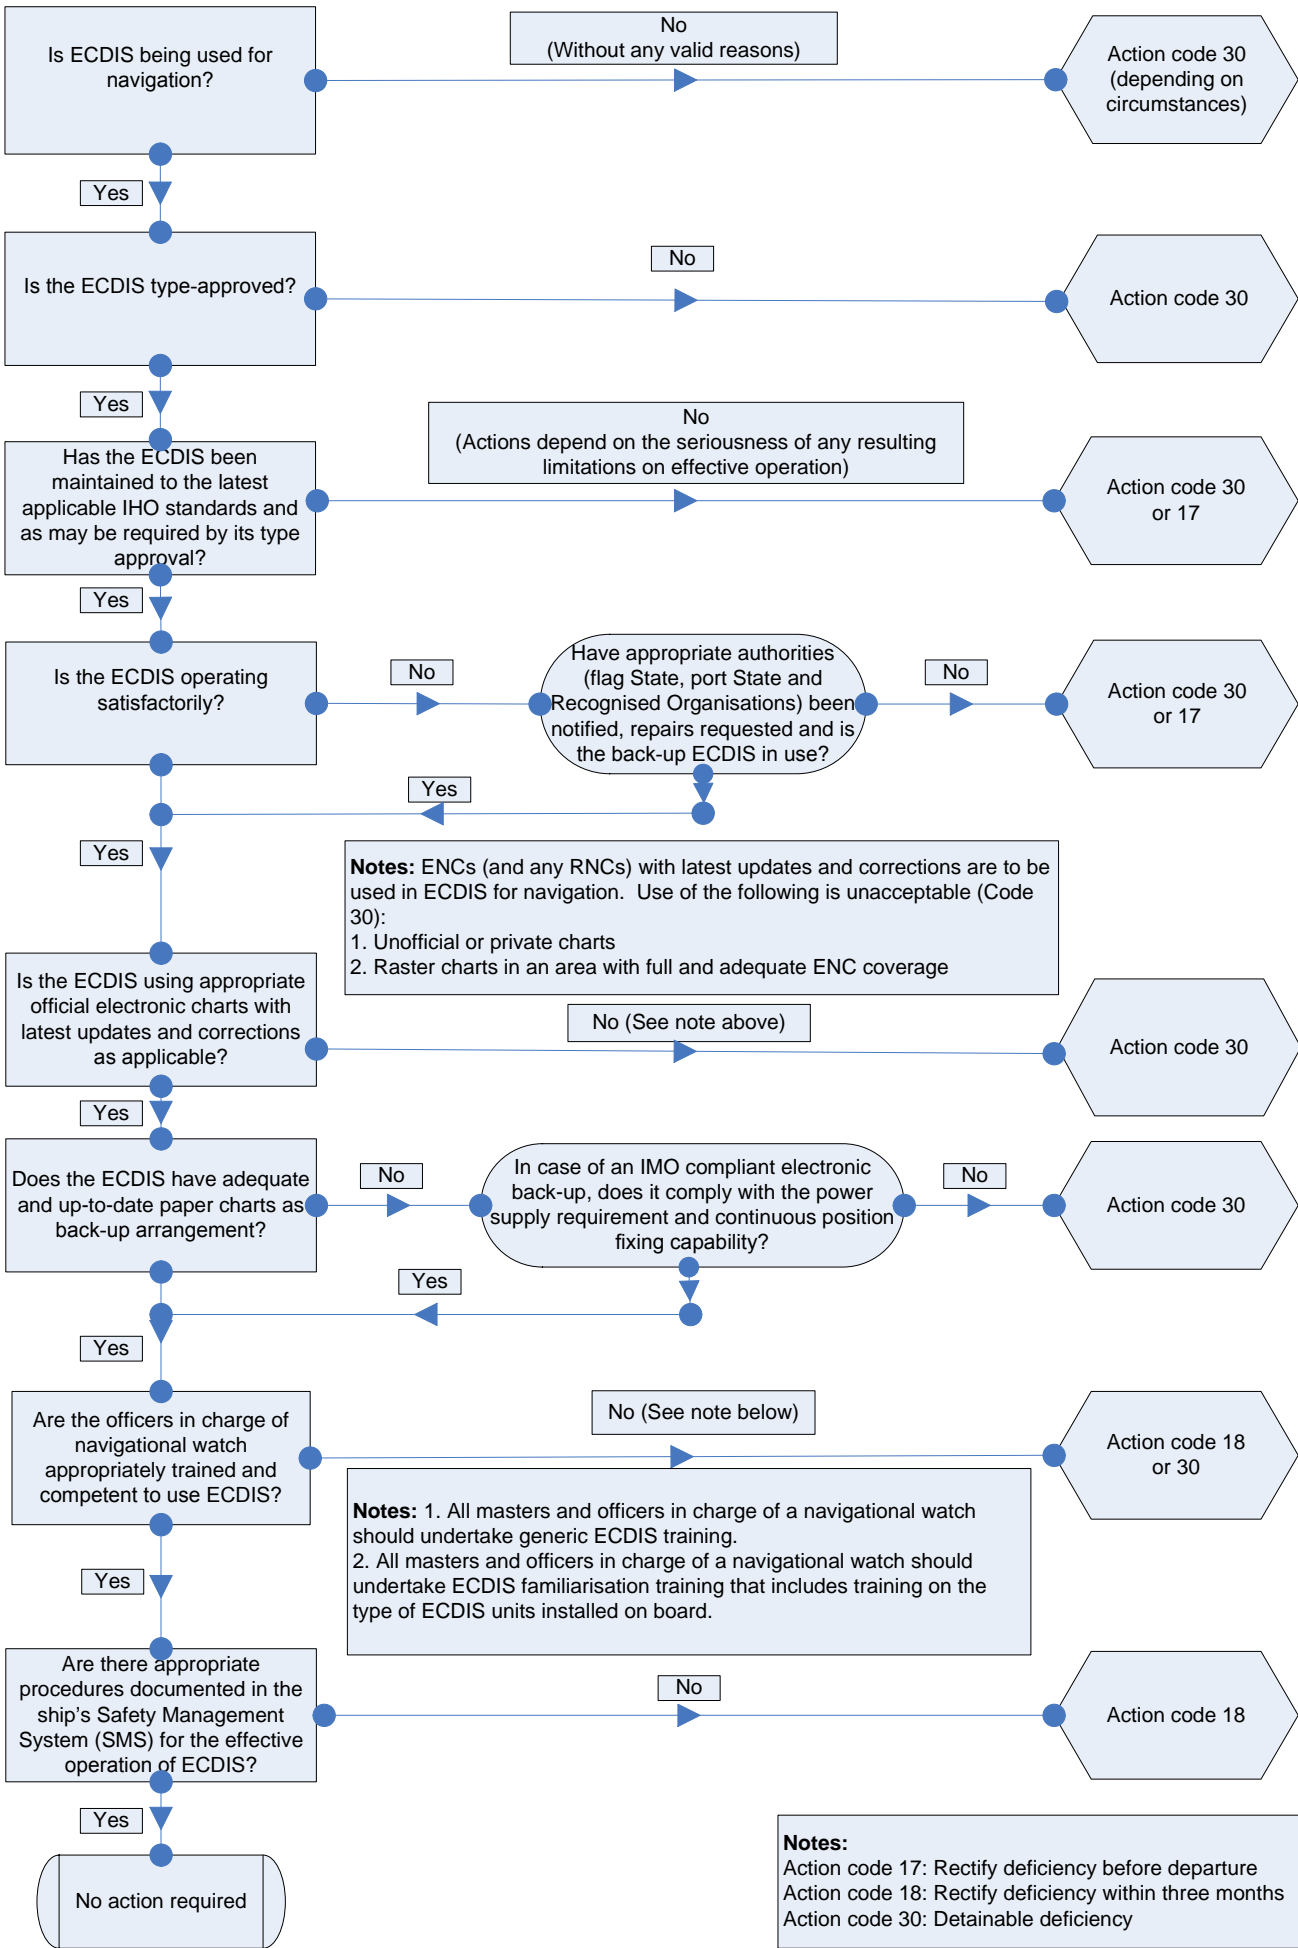 Is ECDIS being used for
navigation?
No
(Without any valid reasons)
Action code 30
(depending on
circumstances)
Yes
Is the ECDIS type-approved?
No
Action code 30
Yes
Has the ECDIS been
maintained to the latest
applicable IHO standards and
as may be required by its type
approval?
No
(Actions depend on the seriousness of any resulting
limitations on effective operation)
Action code 30
or 17
Yes
Is the ECDIS operating
satisfactorily?
No
Have appropriate authorities
(flag State, port State and
Recognised Organisations) been
notified, repairs requested and is
the back-up ECDIS in use?
No
Action code 30
or 17
Yes
Yes
Notes: ENCs (and any RNCs) with latest updates and corrections are to be
used in ECDIS for navigation.  Use of the following is unacceptable (Code
30):
1. Unofficial or private charts
2. Raster charts in an area with full and adequate ENC coverage
Is the ECDIS using appropriate
official electronic charts with
latest updates and corrections
as applicable?
No (See note above)
Action code 30
Yes
Does the ECDIS have adequate
and up-to-date paper charts as
back-up arrangement?
No
In case of an IMO compliant electronic
back-up, does it comply with the power
supply requirement and continuous position
fixing capability?
No
Action code 30
Yes
Yes
Are the officers in charge of
navigational watch
appropriately trained and
competent to use ECDIS?
No (See note below)
Action code 18
or 30
Notes: 1. All masters and officers in charge of a navigational watch
should undertake generic ECDIS training.
2. All masters and officers in charge of a navigational watch should
undertake ECDIS familiarisation training that includes training on the
type of ECDIS units installed on board.
Yes
Are there appropriate
procedures documented in the
ship's Safety Management
System (SMS) for the effective
operation of ECDIS?
No
Action code 18
Yes
No action required
Notes:
Action code 17: Rectify deficiency before departure
Action code 18: Rectify deficiency within three months
Action code 30: Detainable deficiency